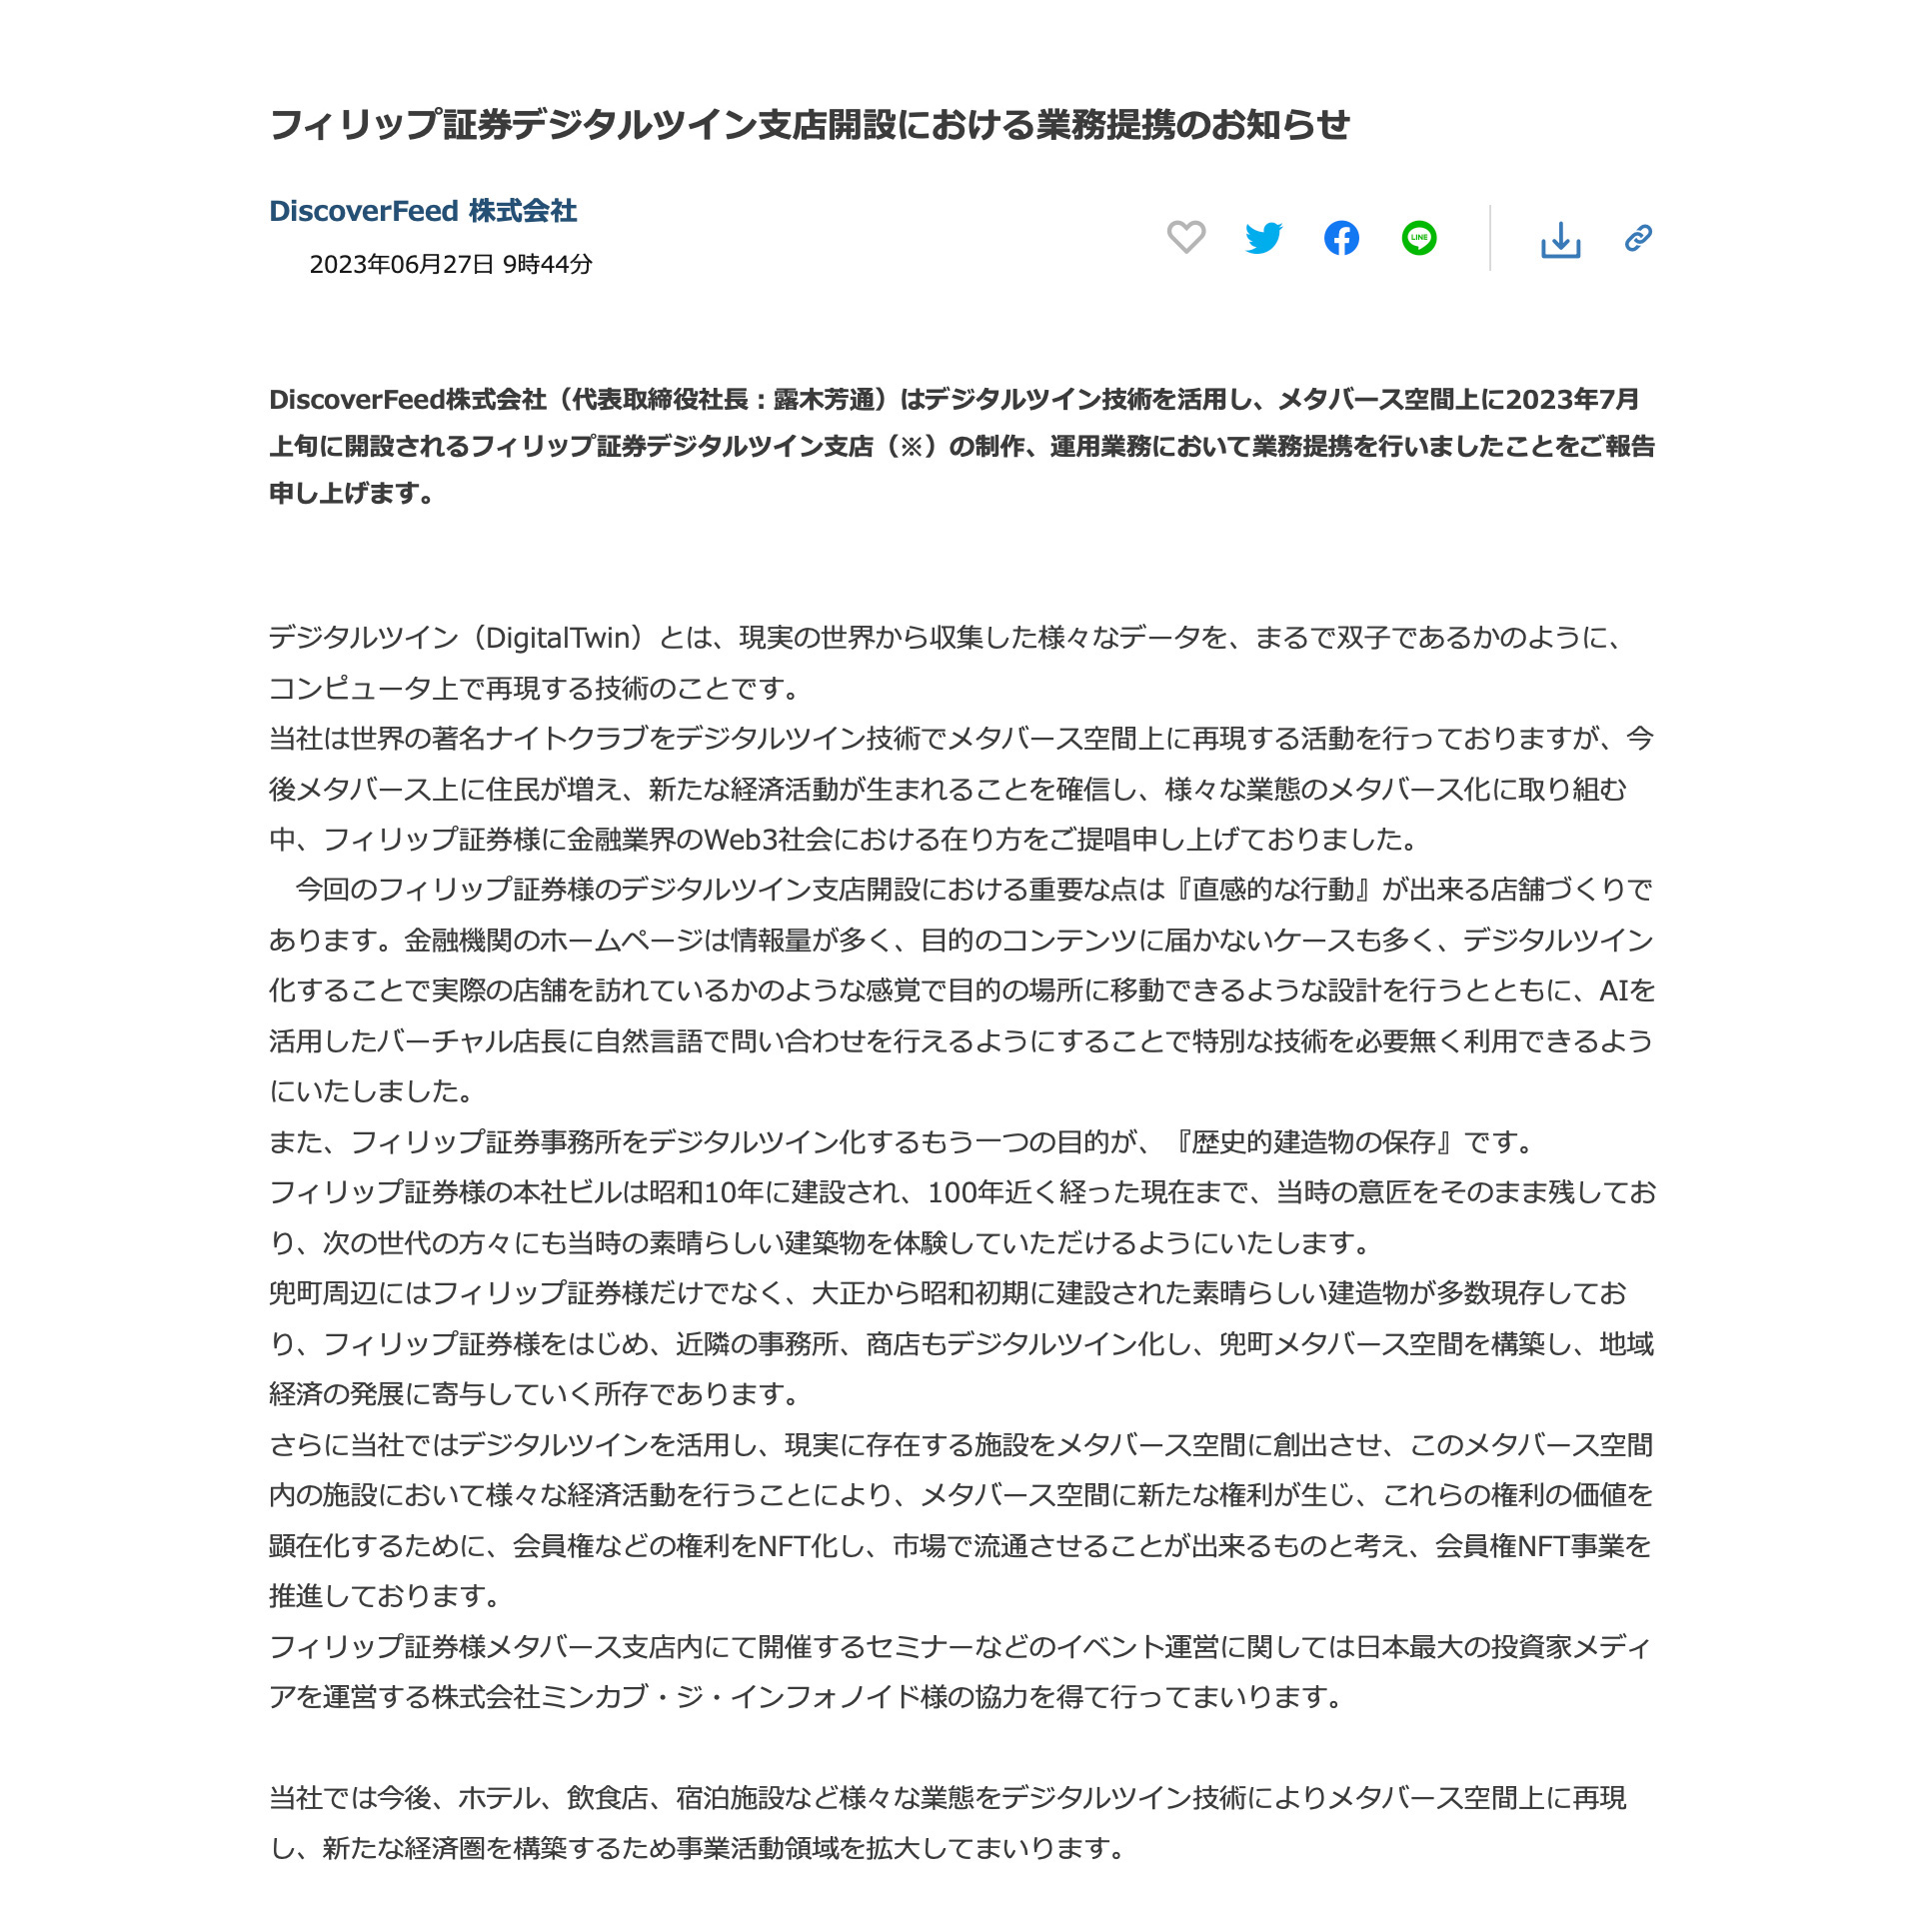 フィリップ証券デジタルツイン支店開設における業務提携のお知らせ
DiscoverFeed 株式会社
2023年06月27日 9時44分
LINE
DiscoverFeed株式会社（代表取締役社長：露木芳通）はデジタルツイン技術を活用し、メタバース空間上に2023年7月
上旬に開設されるフィリップ証券デジタルツイン支店（※）の制作、運用業務において業務提携を行いましたことをご報告
申し上げます。
デジタルツイン（DigitalTwin）とは、現実の世界から収集した様々なデータを、まるで双子であるかのように、
コンピュータ上で再現する技術のことです。
当社は世界の著名ナイトクラブをデジタルツイン技術でメタバース空間上に再現する活動を行っておりますが、今
後メタバース上に住民が増え、新たな経済活動が生まれることを確信し、様々な業態のメタバース化に取り組む
中、フィリップ証券様に金融業界のWeb3社会における在り方をご提唱申し上げておりました。
　今回のフィリップ証券様のデジタルツイン支店開設における重要な点は『直感的な行動』が出来る店舗づくりで
あります。金融機関のホームページは情報量が多く、目的のコンテンツに届かないケースも多く、デジタルツイン
化することで実際の店舗を訪れているかのような感覚で目的の場所に移動できるような設計を行うとともに、AIを
活用したバーチャル店長に自然言語で問い合わせを行えるようにすることで特別な技術を必要無く利用できるよう
にいたしました。
また、フィリップ証券事務所をデジタルツイン化するもう一つの目的が、『歴史的建造物の保存』です。
フィリップ証券様の本社ビルは昭和10年に建設され、100年近く経った現在まで、当時の意匠をそのまま残してお
り、次の世代の方々にも当時の素晴らしい建築物を体験していただけるようにいたします。
兜町周辺にはフィリップ証券様だけでなく、大正から昭和初期に建設された素晴らしい建造物が多数現存してお
り、フィリップ証券様をはじめ、近隣の事務所、商店もデジタルツイン化し、兜町メタバース空間を構築し、地域
経済の発展に寄与していく所存であります。
さらに当社ではデジタルツインを活用し、現実に存在する施設をメタバース空間に創出させ、このメタバース空間
内の施設において様々な経済活動を行うことにより、メタバース空間に新たな権利が生じ、これらの権利の価値を
顕在化するために、会員権などの権利をNFT化し、市場で流通させることが出来るものと考え、会員権NFT事業を
推進しております。
フィリップ証券様メタバース支店内にて開催するセミナーなどのイベント運営に関しては日本最大の投資家メディ
アを運営する株式会社ミンカブ・ジ・インフォノイド様の協力を得て行ってまいります。
当社では今後、ホテル、飲食店、宿泊施設など様々な業態をデジタルツイン技術によりメタバース空間上に再現
し、新たな経済圏を構築するため事業活動領域を拡大してまいります。